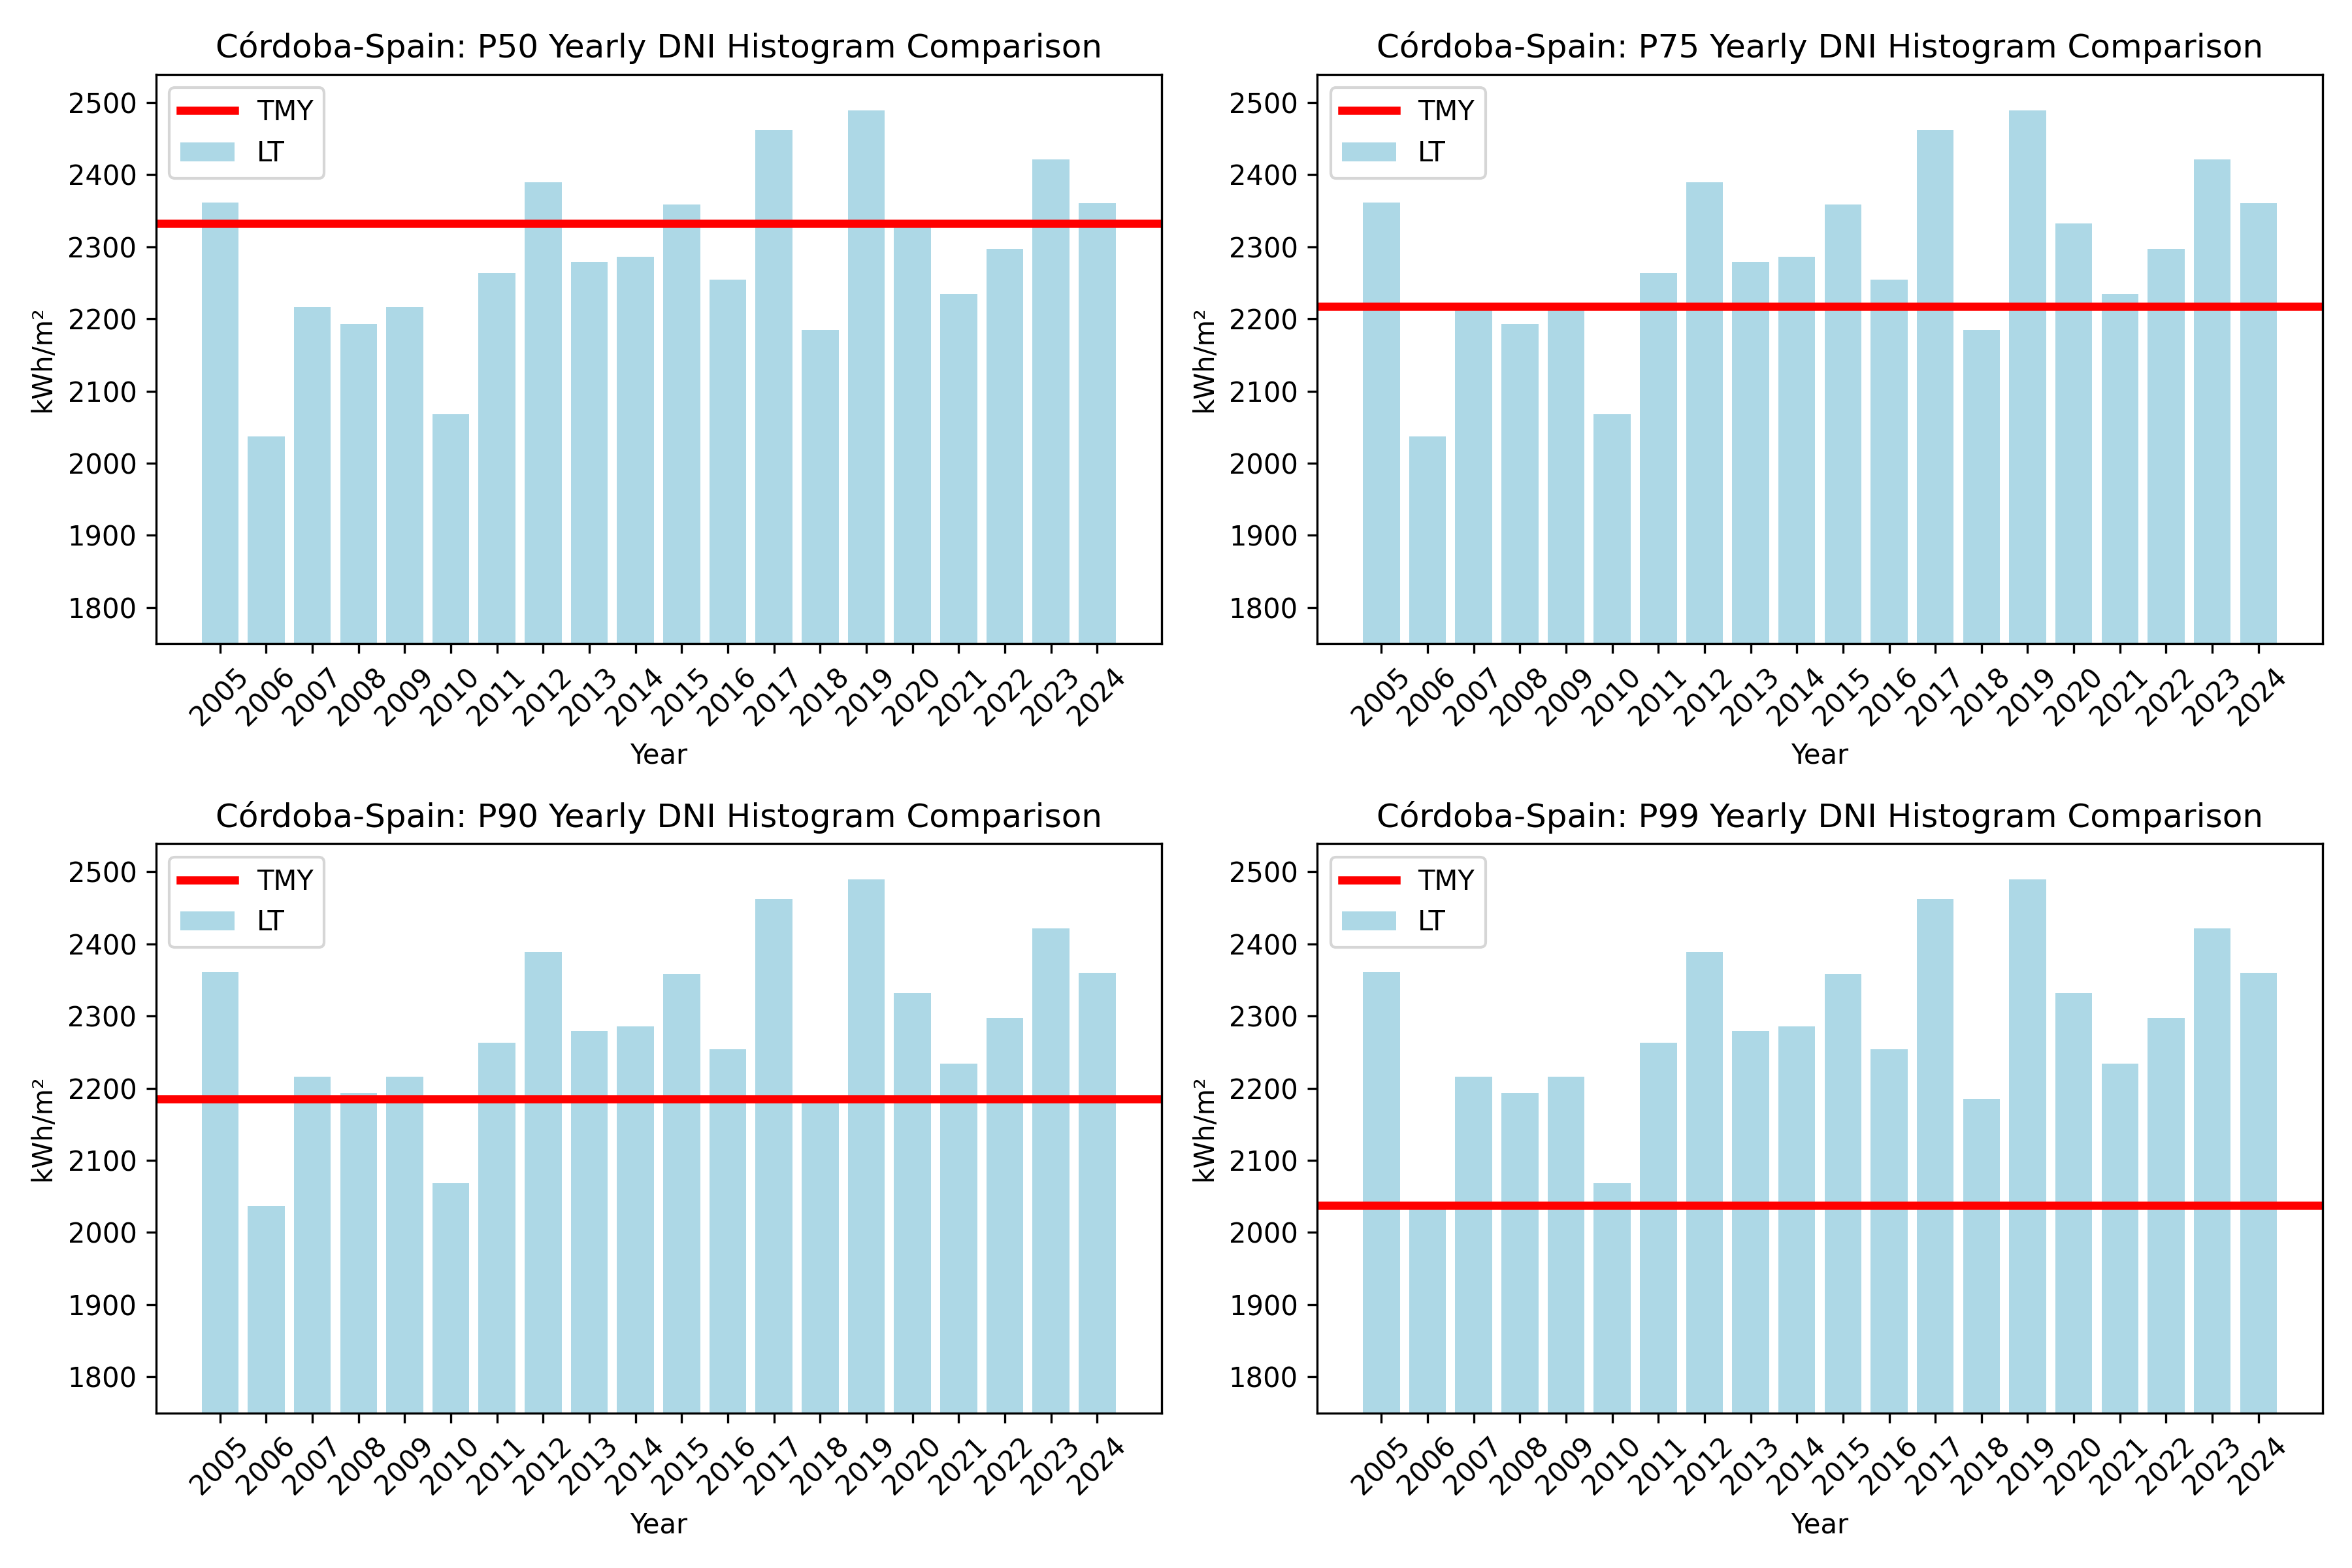 Córdoba-Spain: P50 Yearly DNI Histogram Comparison
TMY
LT
2500
2400
2300
2200
2100
2000
1900
1800
kWh/m²
2005 2006 2007 2008 2009 2010 2011 2012 2013 2014 2015 2016 2017 2018 2019 2020 2021 2022 2023 2024
Year
Córdoba-Spain: P75 Yearly DNI Histogram Comparison
TMY
LT
2500
2400
2300
2200
2100
2000
1900
1800
kWh/m²
2005 2006 2007 2008 2009 2010 2011 2012 2013 2014 2015 2016 2017 2018 2019 2020 2021 2022 2023 2024
Year
Córdoba-Spain: P90 Yearly DNI Histogram Comparison
TMY
LT
2500
2400
2300
2200
2100
2000
1900
1800
kWh/m²
2005 2006 2007 2008 2009 2010 2011 2012 2013 2014 2015 2016 2017 2018 2019 2020 2021 2022 2023 2024
Year
Córdoba-Spain: P99 Yearly DNI Histogram Comparison
TMY
LT
2500
2400
2300
2200
2100
2000
1900
1800
kWh/m²
2005 2006 2007 2008 2009 2010 2011 2012 2013 2014 2015 2016 2017 2018 2019 2020 2021 2022 2023 2024
Year